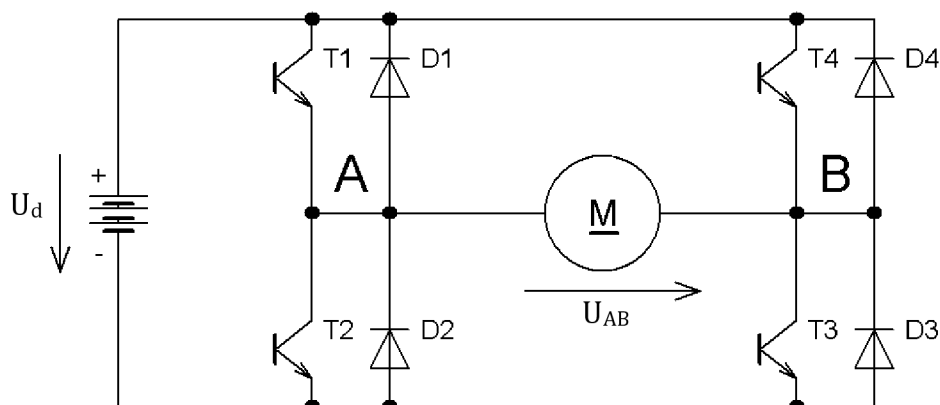 T1 D1 T4 D4
A B
+
U_d
-
M
U_AB
T2 D2 T3 D3